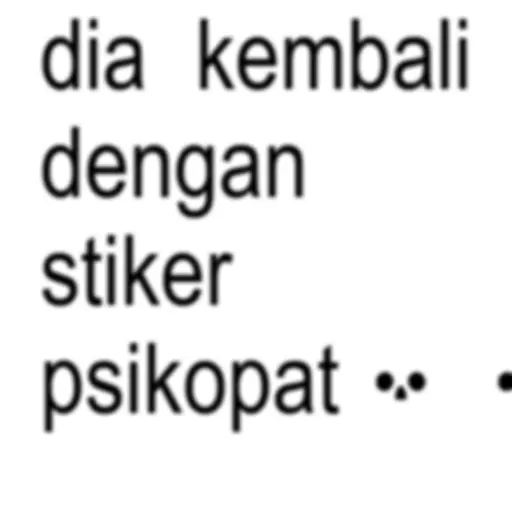 dia kembali
dengan
stiker
psikopat